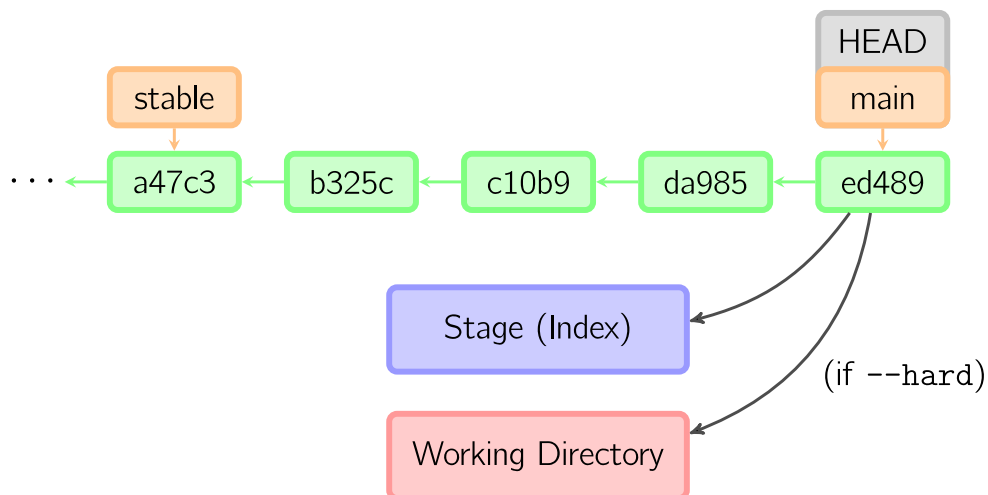 HEAD
stable
main
··· a47c3 b325c c10b9 da985 ed489
Stage (Index)
(if --hard)
Working Directory